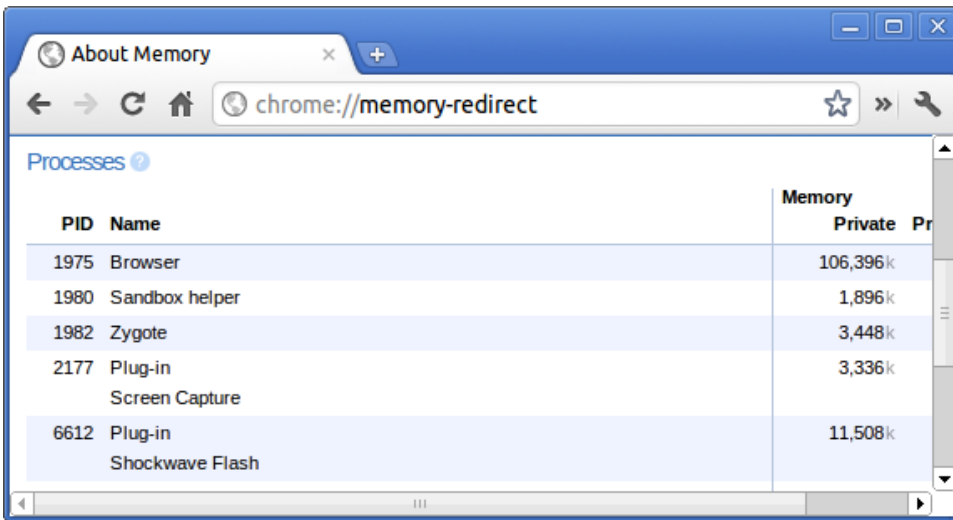 About Memory
chrome://memory-redirect
Processes ?
Memory
PID Name Private Pr
1975 Browser 106,396k
1980 Sandbox helper 1,896k
1982 Zygote 3,448k
2177 Plug-in 3,336k
Screen Capture
6612 Plug-in 11,508k
Shockwave Flash